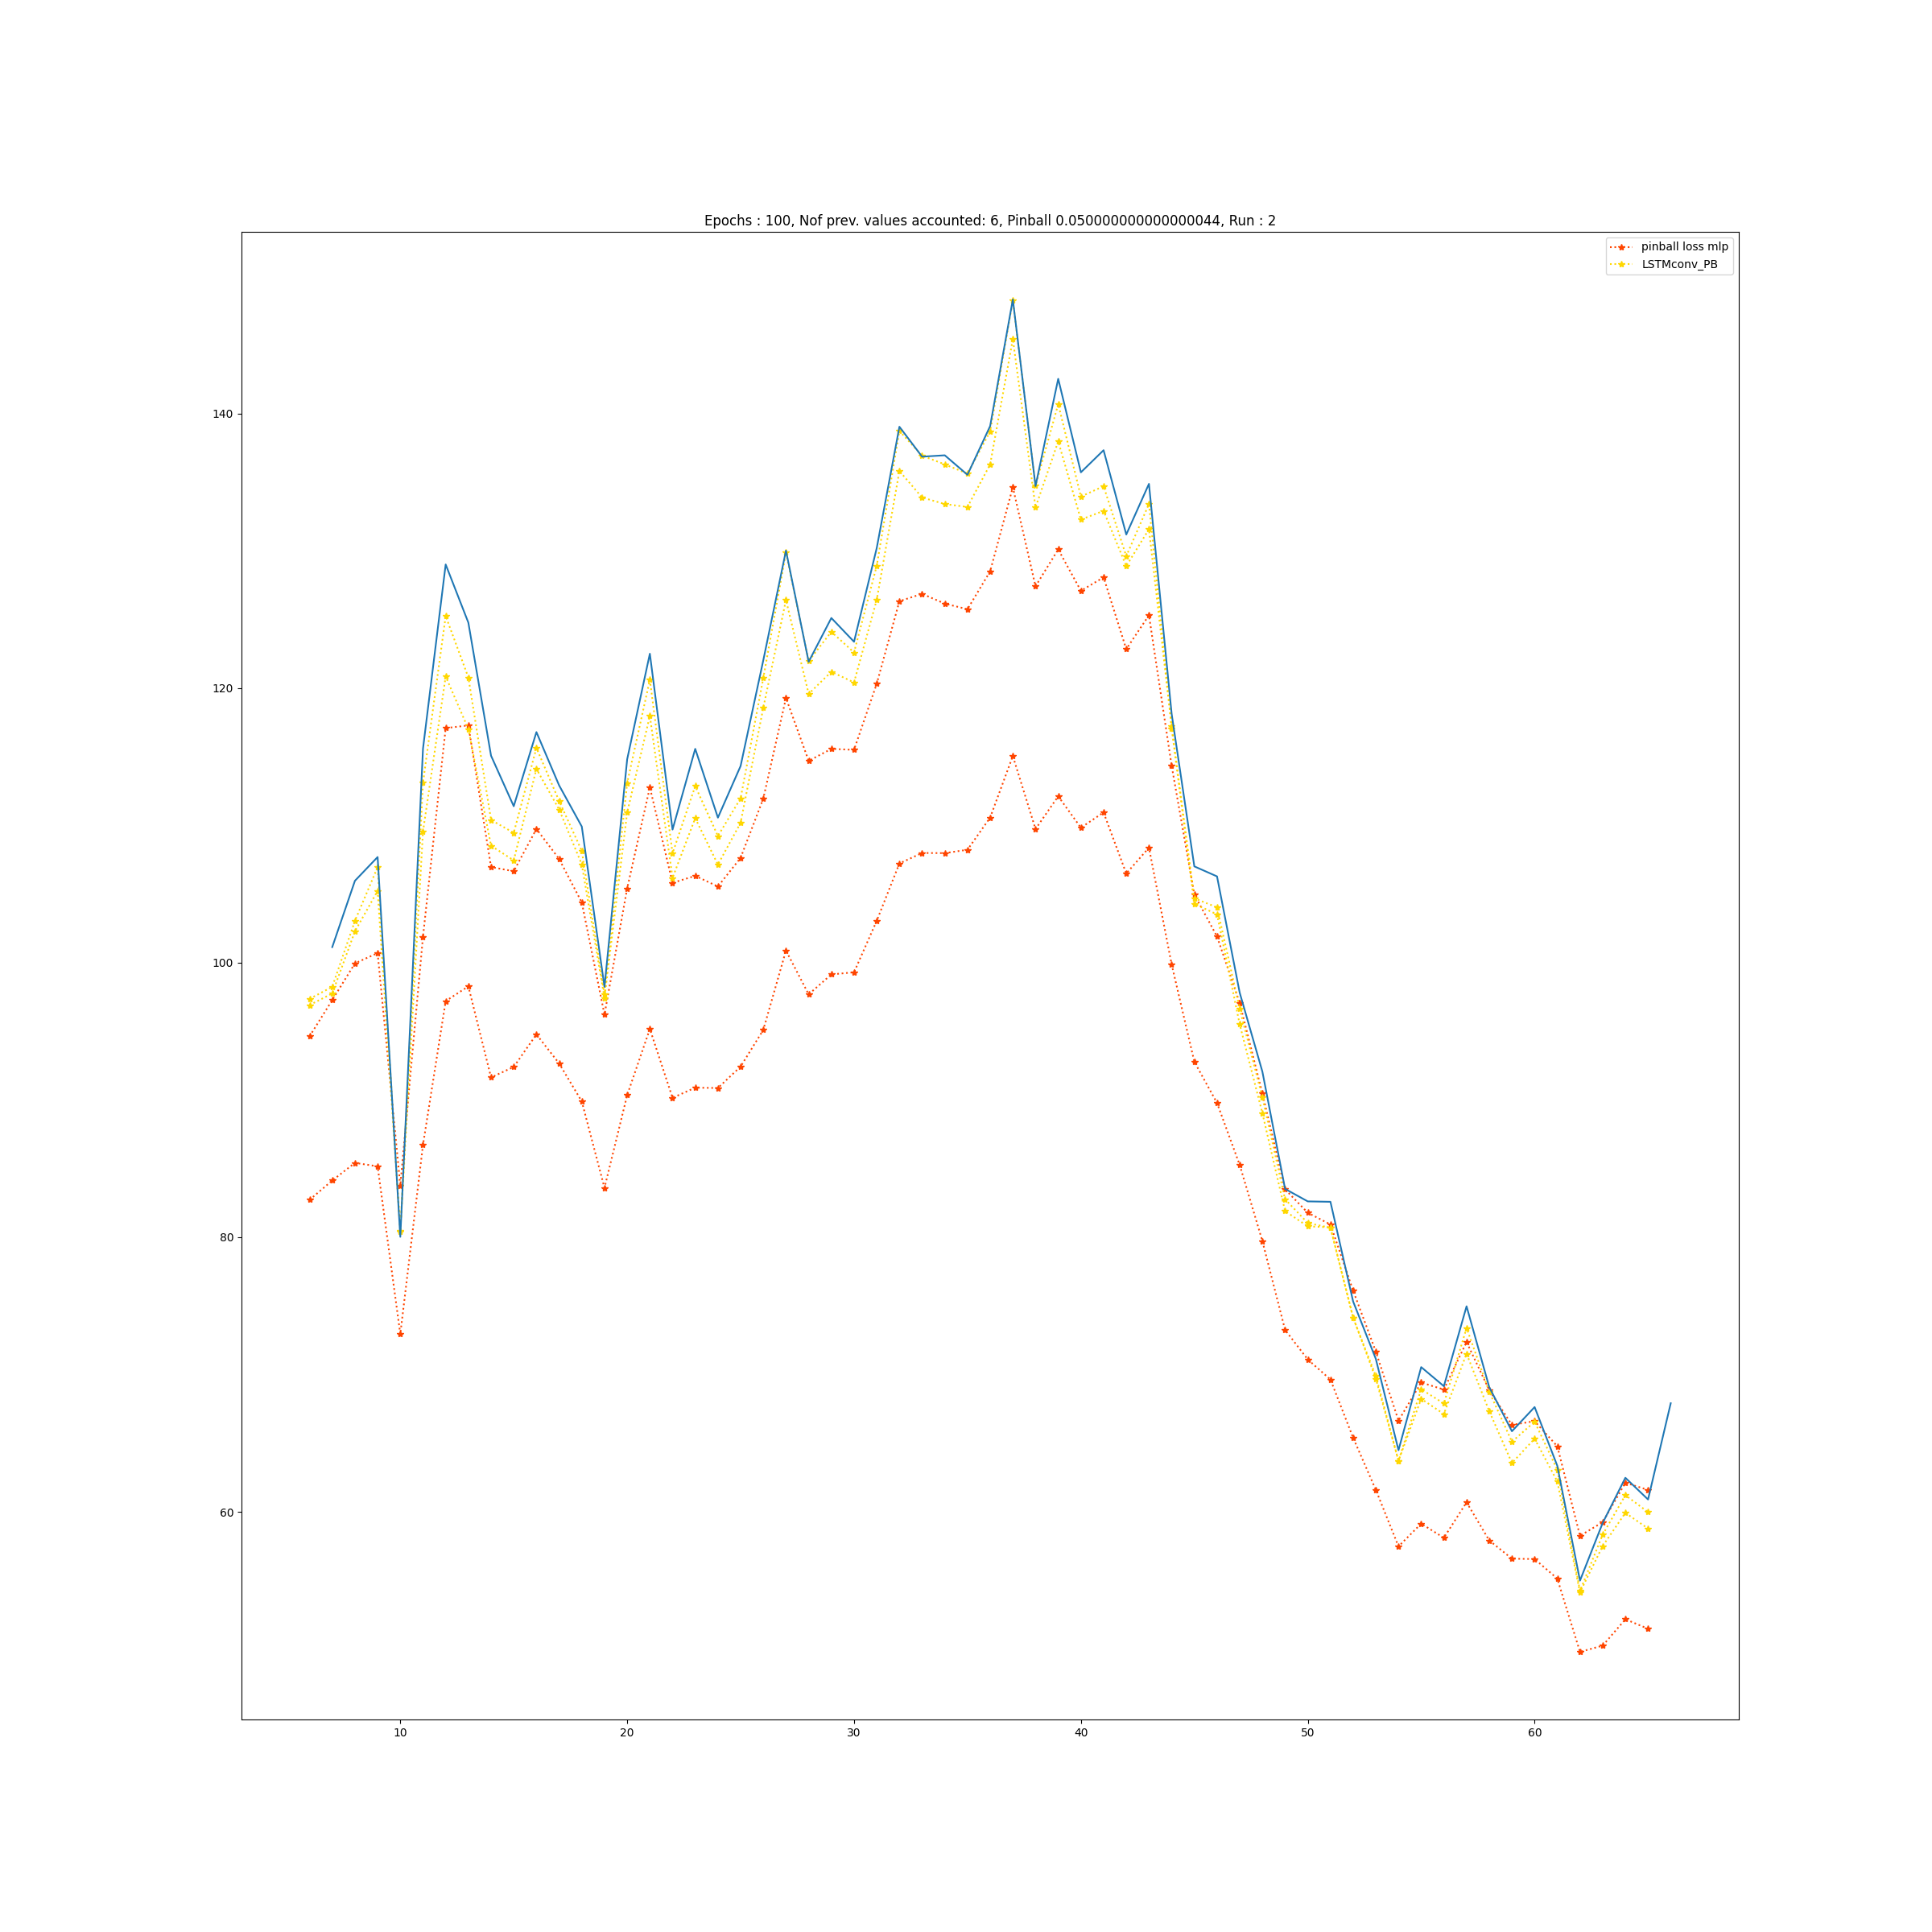 Epochs : 100, Nof prev. values accounted: 6, Pinball 0.050000000000000044, Run : 2
pinball loss mlp
LSTMconv_PB
140
120
100
80
60
10 20 30 40 50 60